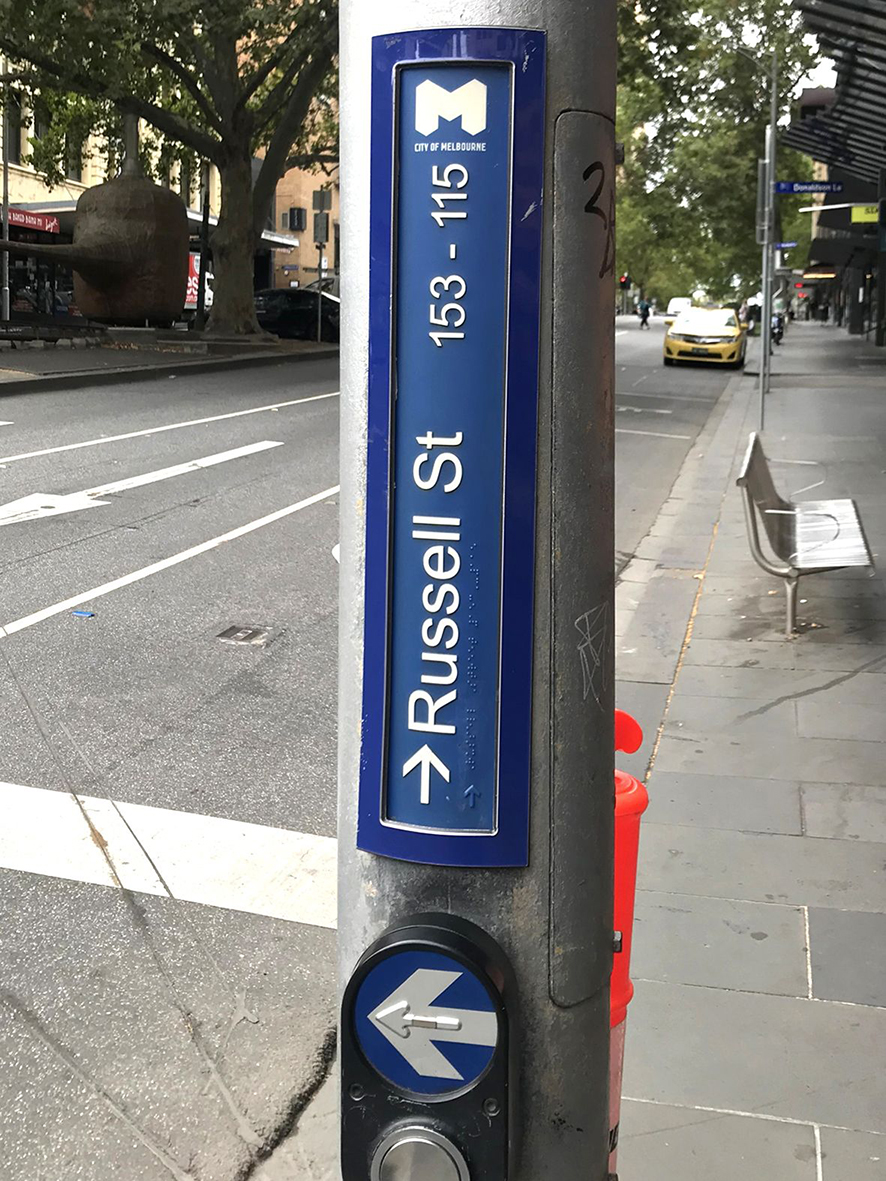 M
CITY OF MELBOURNE
→Russell St 153 - 115
Donaldson La